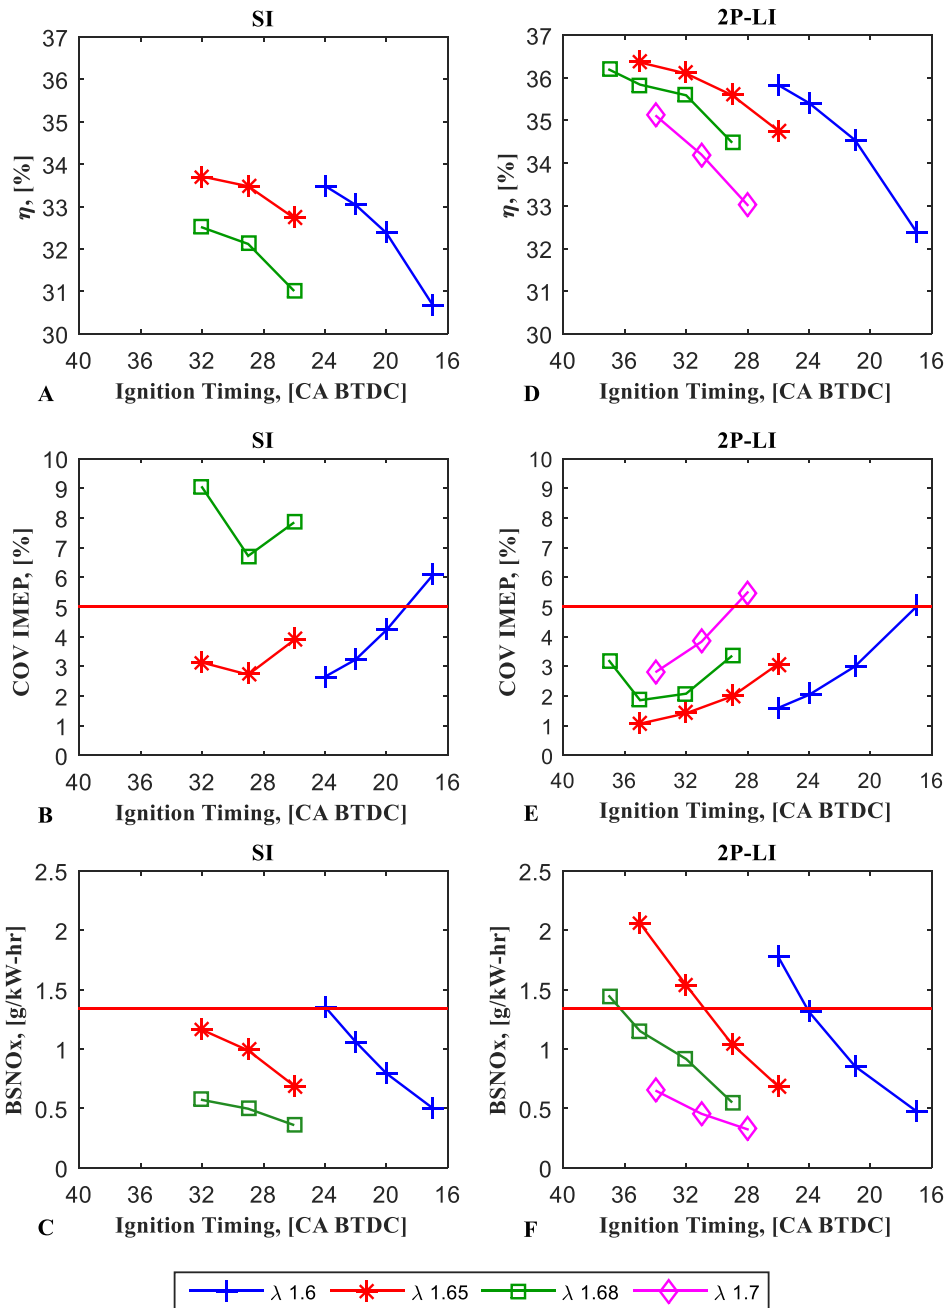 SI
37
36
35
34
33
32
31
30
η, [%]
40 36 32 28 24 20 16
A Ignition Timing, [CA BTDC]
2P-LI
37
36
35
34
33
32
31
30
η, [%]
40 36 32 28 24 20 16
D Ignition Timing, [CA BTDC]
SI
10
9
8
7
6
5
4
3
2
1
0
COV IMEP, [%]
40 36 32 28 24 20 16
B Ignition Timing, [CA BTDC]
2P-LI
10
9
8
7
6
5
4
3
2
1
0
COV IMEP, [%]
40 36 32 28 24 20 16
E Ignition Timing, [CA BTDC]
SI
2.5
2
1.5
1
0.5
0
BSNOx, [g/kW-hr]
40 36 32 28 24 20 16
C Ignition Timing, [CA BTDC]
2P-LI
2.5
2
1.5
1
0.5
0
BSNOx, [g/kW-hr]
40 36 32 28 24 20 16
F Ignition Timing, [CA BTDC]
λ 1.6 λ 1.65 λ 1.68 λ 1.7